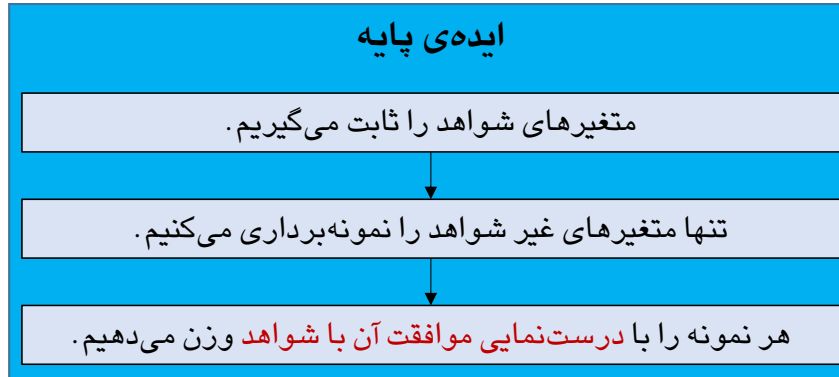 ایده‌ی پایه
متغیرهای شواهد را ثابت می‌گیریم.
تنها متغیرهای غیر شواهد را نمونه‌برداری می‌کنیم.
هر نمونه را با درست‌نمایی موافقت آن با شواهد وزن می‌دهیم.